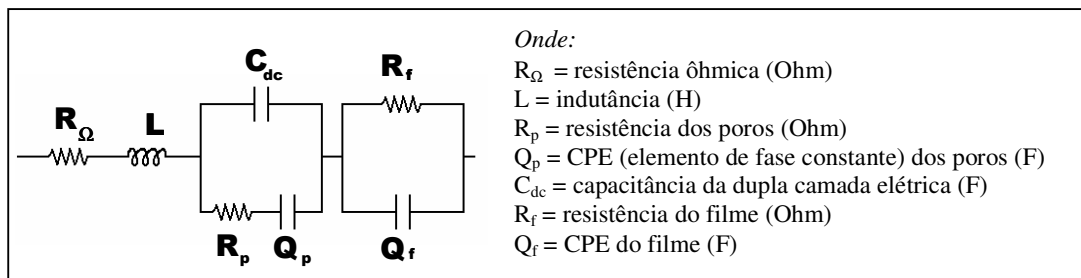 C_dc
R_f
R_Ω
L
R_p
Q_p
Q_f
Onde:
R_Ω = resistência ôhmica (Ohm)
L = indutância (H)
R_p = resistência dos poros (Ohm)
Q_p = CPE (elemento de fase constante) dos poros (F)
C_dc = capacitância da dupla camada elétrica (F)
R_f = resistência do filme (Ohm)
Q_f = CPE do filme (F)